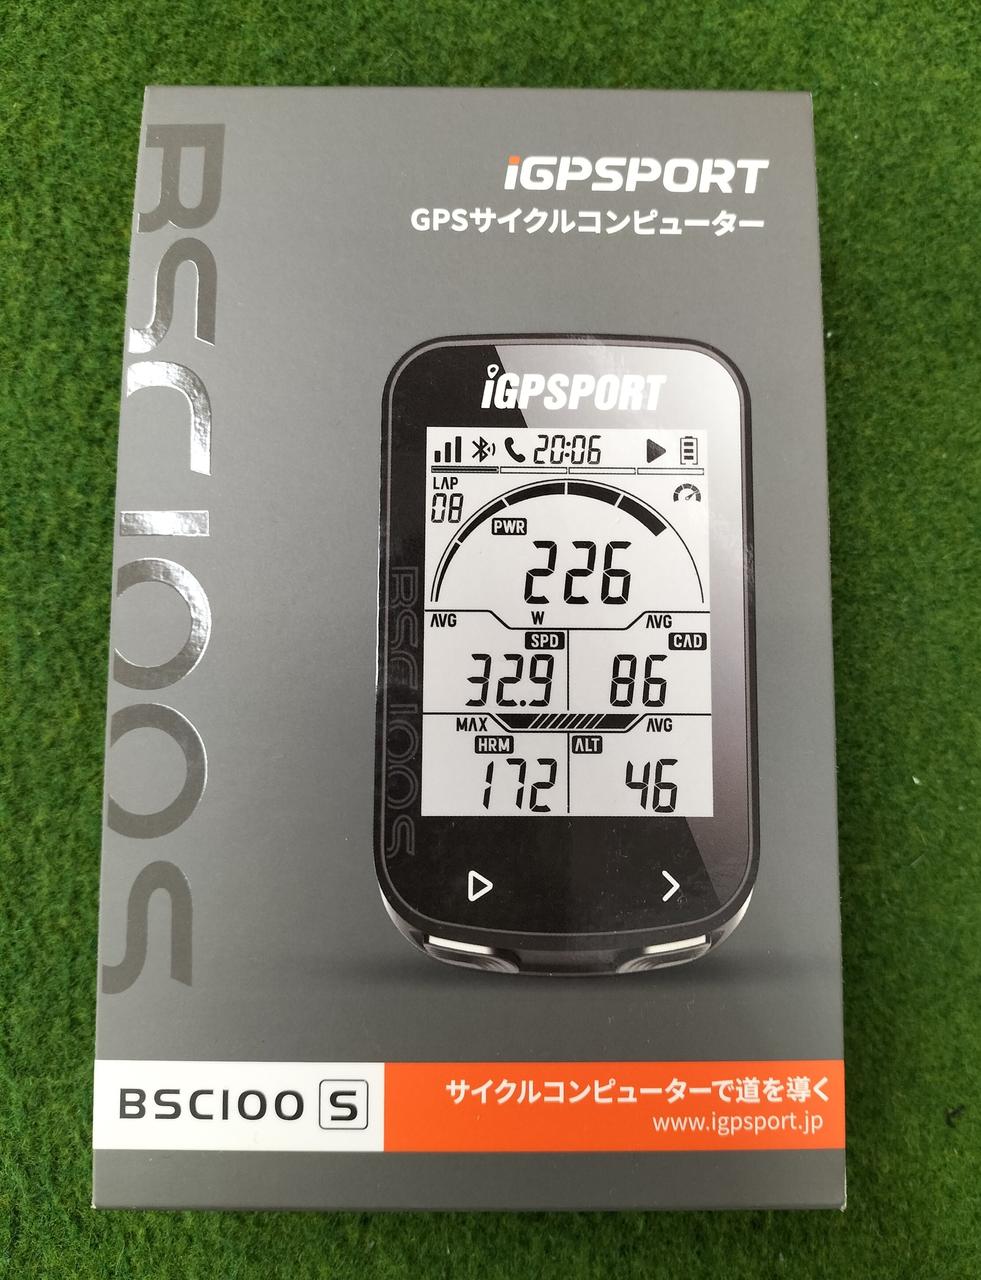 BSC100S
iGPSPORT
GPSサイクルコンピューター
iGPSPORT
20:06
LAP
08
PWR
226
AVG W AVG
SPD CAD
32.9 86
MAX AVG
HRM ALT
172 46
BSC100S
BSC100 S
サイクルコンピューターで道を導く
www.igpsport.jp